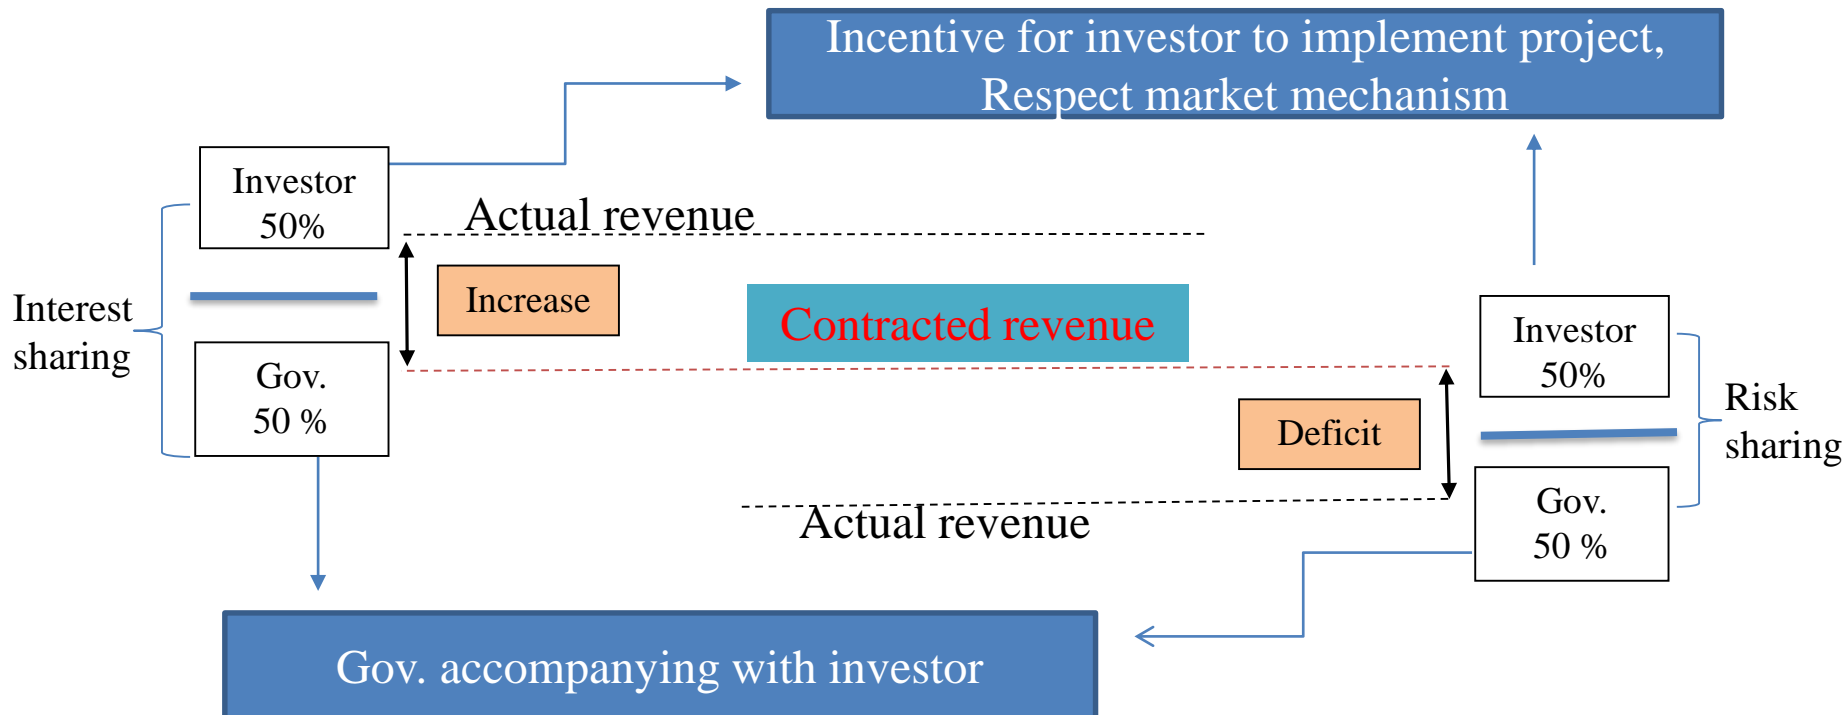 Incentive for investor to implement project,
Respect market mechanism
Investor
50%
Actual revenue
Increase
Interest
sharing
Contracted revenue
Gov.
50 %
Investor
50%
Deficit
Risk
sharing
Actual revenue
Gov.
50 %
Gov. accompanying with investor